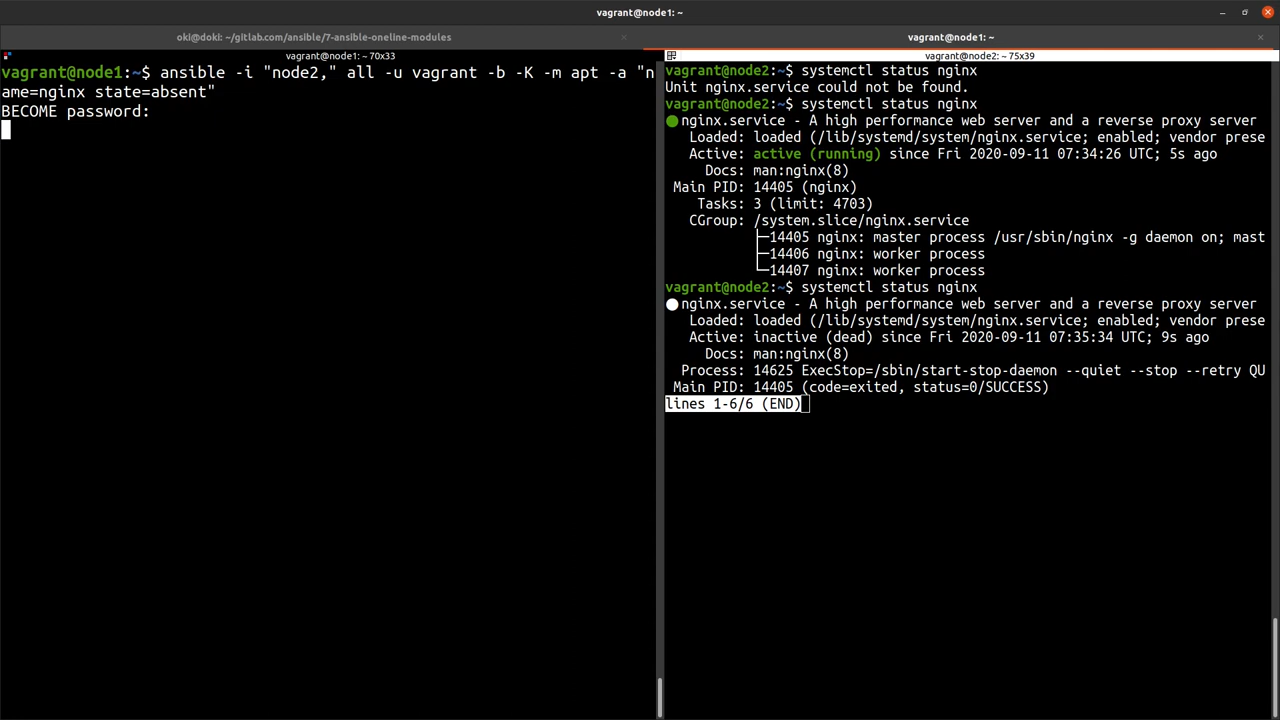 vagrant@node1: ~
oki@doki: ~/gitlab.com/ansible/7-ansible-oneline-modules
vagrant@node1: ~
vagrant@node1: ~ 70x33
vagrant@node1:~$ ansible -i "node2," all -u vagrant -b -K -m apt -a "n
ame=nginx state=absent"
BECOME password:
vagrant@node2: ~ 75x39
vagrant@node2:~$ systemctl status nginx
Unit nginx.service could not be found.
vagrant@node2:~$ systemctl status nginx
● nginx.service - A high performance web server and a reverse proxy server
Loaded: loaded (/lib/systemd/system/nginx.service; enabled; vendor prese
Active: active (running) since Fri 2020-09-11 07:34:26 UTC; 5s ago
Docs: man:nginx(8)
Main PID: 14405 (nginx)
Tasks: 3 (limit: 4703)
CGroup: /system.slice/nginx.service
├─14405 nginx: master process /usr/sbin/nginx -g daemon on; mast
├─14406 nginx: worker process
└─14407 nginx: worker process
vagrant@node2:~$ systemctl status nginx
● nginx.service - A high performance web server and a reverse proxy server
Loaded: loaded (/lib/systemd/system/nginx.service; enabled; vendor prese
Active: inactive (dead) since Fri 2020-09-11 07:35:34 UTC; 9s ago
Docs: man:nginx(8)
Process: 14625 ExecStop=/sbin/start-stop-daemon --quiet --stop --retry QU
Main PID: 14405 (code=exited, status=0/SUCCESS)
lines 1-6/6 (END)